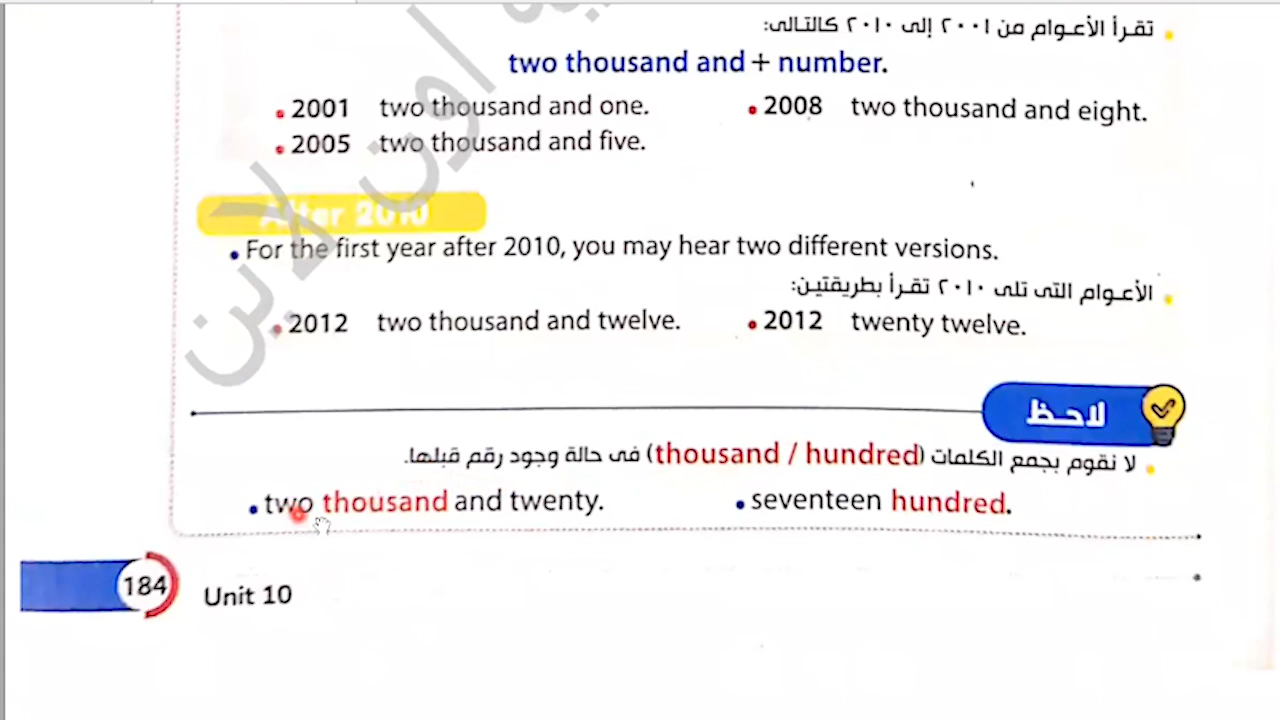 تقرأ الأعوام من ٢٠٠١ إلى ٢٠١٠ كالتالى:
two thousand and + number.
2001 two thousand and one.
2008 two thousand and eight.
2005 two thousand and five.
After 2010
For the first year after 2010, you may hear two different versions.
الأعوام التى تلى ٢٠١٠ تقرأ بطريقتين:
2012 two thousand and twelve.
2012 twenty twelve.
لاحظ
لا نقوم بجمع الكلمات (thousand / hundred) فى حالة وجود رقم قبلها.
two thousand and twenty.
seventeen hundred.
184
Unit 10
اون لاين